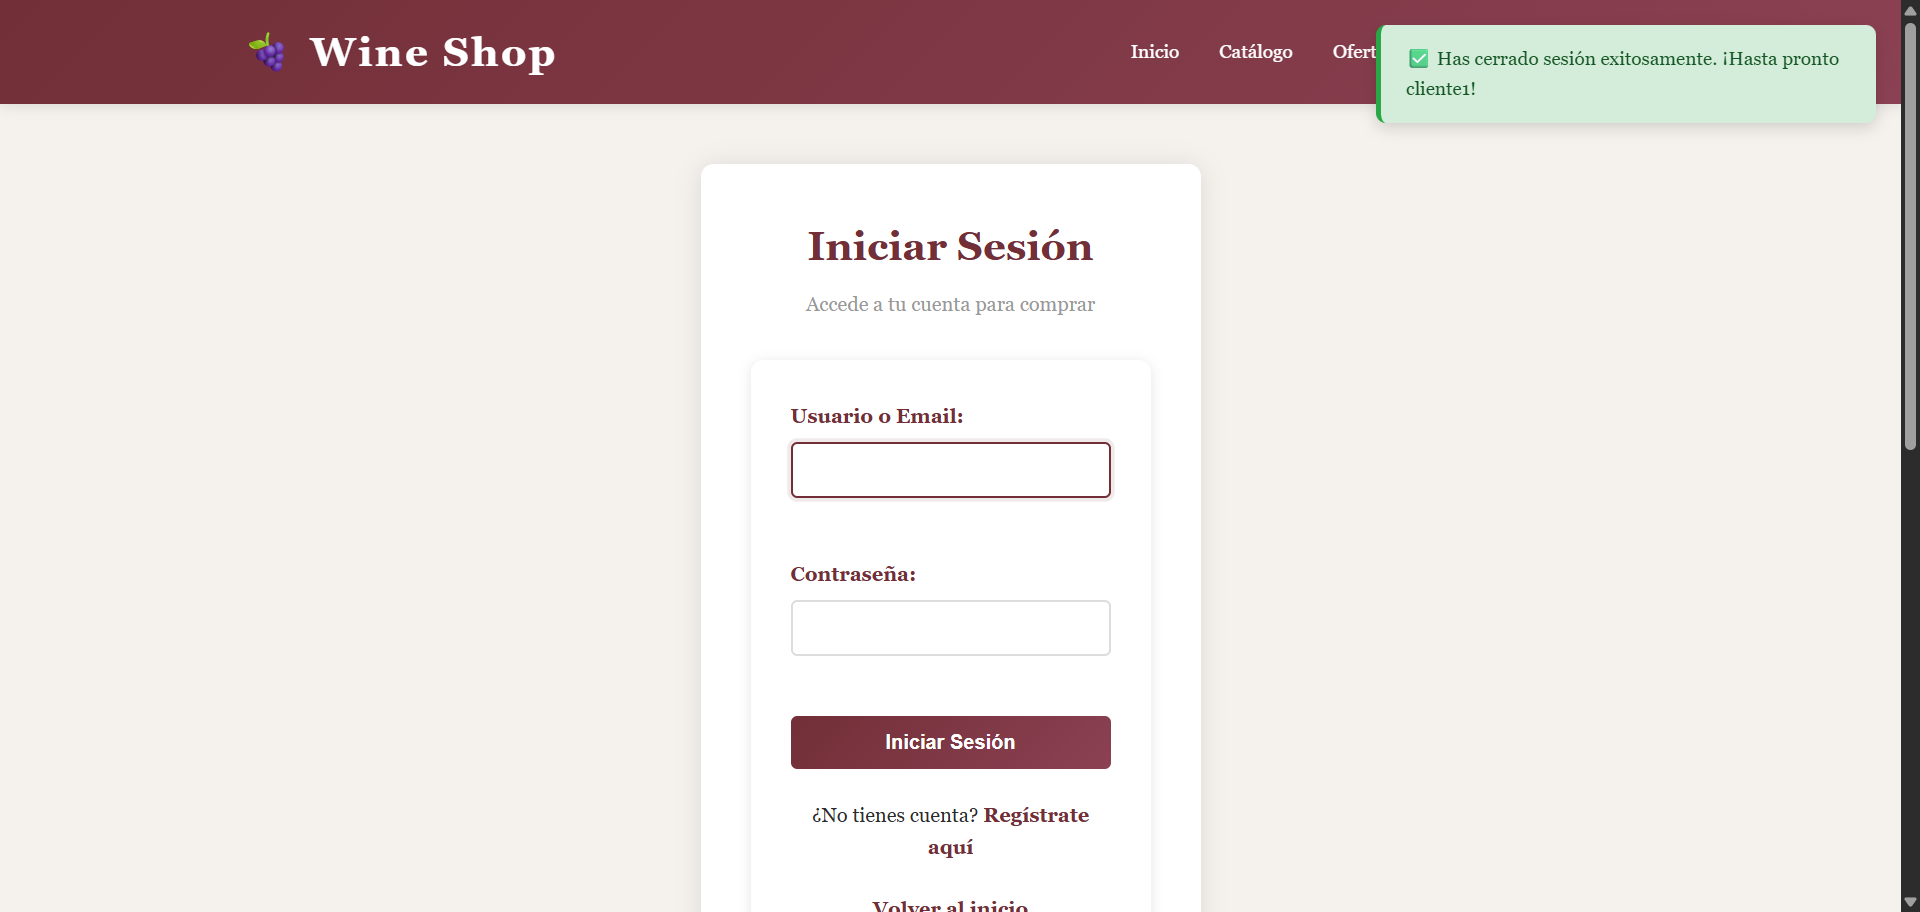 Wine Shop
Inicio Catálogo Ofert
Has cerrado sesión exitosamente. ¡Hasta pronto
cliente1!
Iniciar Sesión
Accede a tu cuenta para comprar
Usuario o Email:
Contraseña:
Iniciar Sesión
¿No tienes cuenta? Regístrate
aquí
Volver al inicio